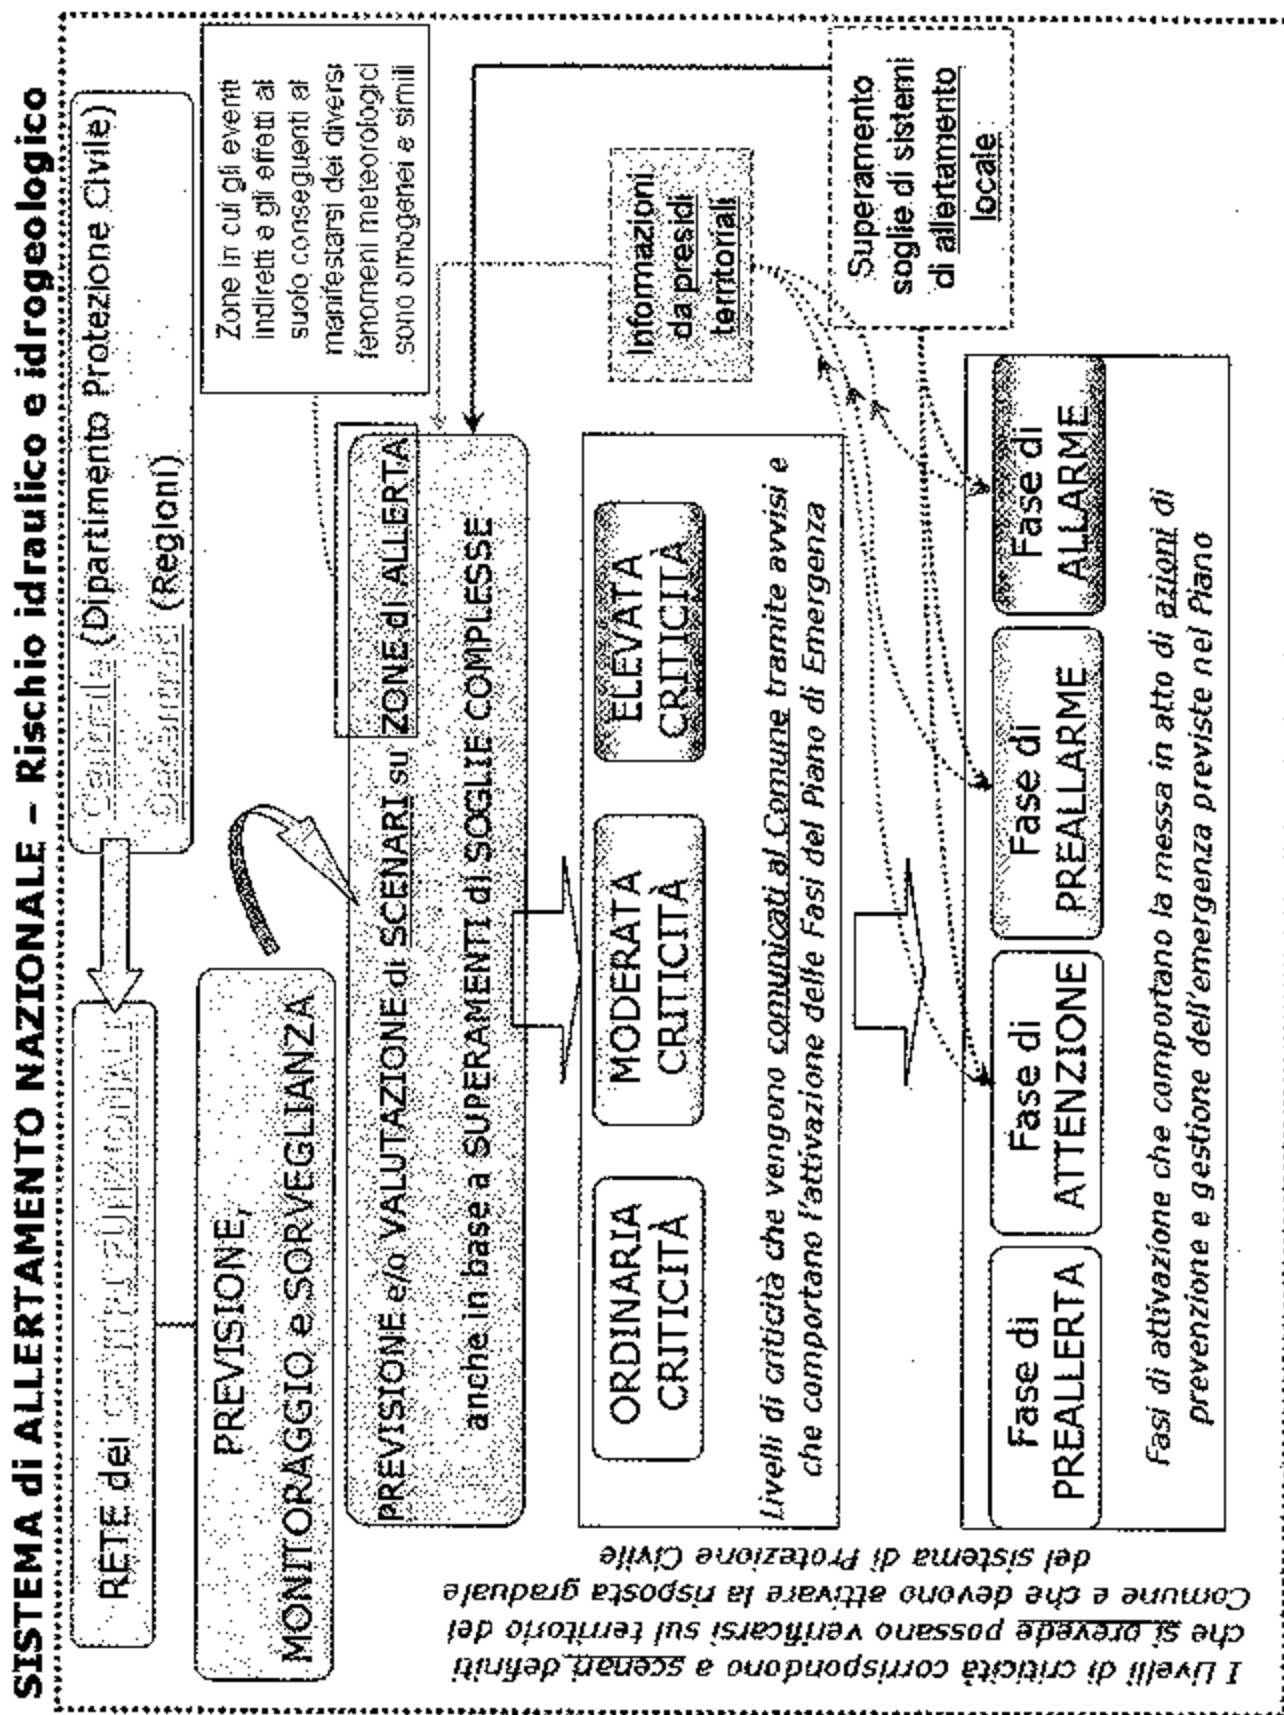 SISTEMA di ALLERTAMENTO NAZIONALE – Rischio idraulico e idrogeologico
RETE dei CENTRI FUNZIONALI
Centrale (Dipartimento Protezione Civile)
(Regioni)
PREVISIONE,
MONITORAGGIO e SORVEGLIANZA
Zone in cui gli eventi
indiretti e gli effetti al
suolo conseguenti al
manifestarsi dei diversi
fenomeni meteorologici
sono omogenei e simili
PREVISIONE e/o VALUTAZIONE di SCENARI su ZONE di ALLERTA
anche in base a SUPERAMENTI di SOGLIE COMPLESSE
ORDINARIA
CRITICITÀ
MODERATA
CRITICITÀ
ELEVATA
CRITICITÀ
Livelli di criticità che vengono comunicati al Comune tramite avvisi e
che comportano l'attivazione delle Fasi del Piano di Emergenza
Informazioni
da presidi
territoriali
Superamento
soglie di sistemi
di allertamento
locale
Fase di
PREALLERTA
Fase di
ATTENZIONE
Fase di
PREALLARME
Fase di
ALLARME
Fasi di attivazione che comportano la messa in atto di azioni di
prevenzione e gestione dell'emergenza previste nel Piano
I Livelli di criticità corrispondono a scenari definiti
che si prevede possano verificarsi sul territorio del
Comune e che devono attivare la risposta graduale
del sistema di Protezione Civile